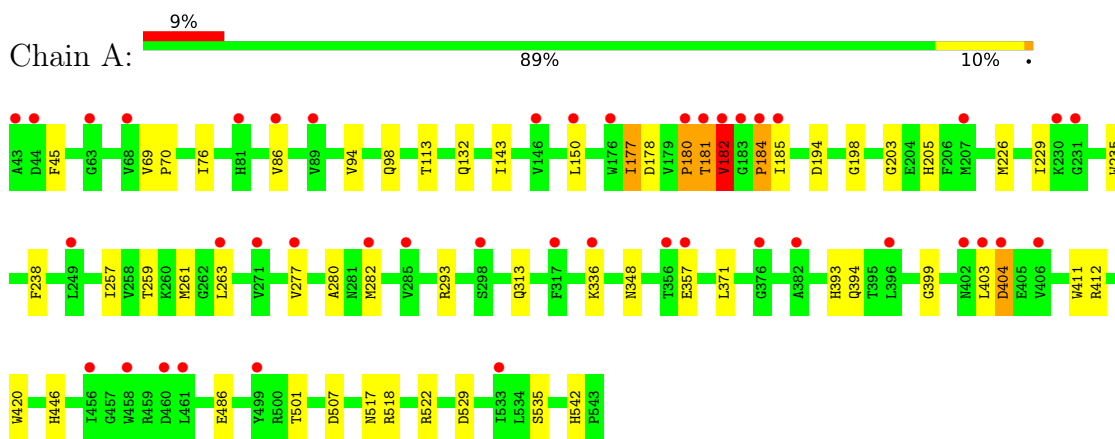 9%
Chain A:
89% 10% •
A43 D44 F45 G63 V68 V69 P70 I76 H81 V86 V89 V94 Q98 T113 Q132 I143 V146 L150 W176 I177 D178 V179 P180 T181 V182 G183 P184 I185 D194 G198 G203 E204 H205 F206 M207 M226 I229 K230 G231 W235
F238 L249 I257 V258 T259 K260 M261 G262 L263 V271 V277 A280 N281 M282 V285 R293 S298 Q313 F317 K336 N348 T356 E357 L371 G376 A382 H393 Q394 T395 L396 G399 N402 L403 D404 E405 V406 W411 R412
W420 H446 I456 G457 W458 R459 D460 L461 E486 Y499 R500 T501 D507 N517 R518 R522 D529 I533 L534 S535 H542 P543